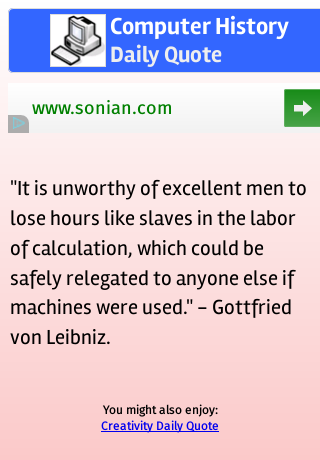 Computer History
Daily Quote
www.sonian.com
"It is unworthy of excellent men to
lose hours like slaves in the labor
of calculation, which could be
safely relegated to anyone else if
machines were used." - Gottfried
von Leibniz.
You might also enjoy:
Creativity Daily Quote